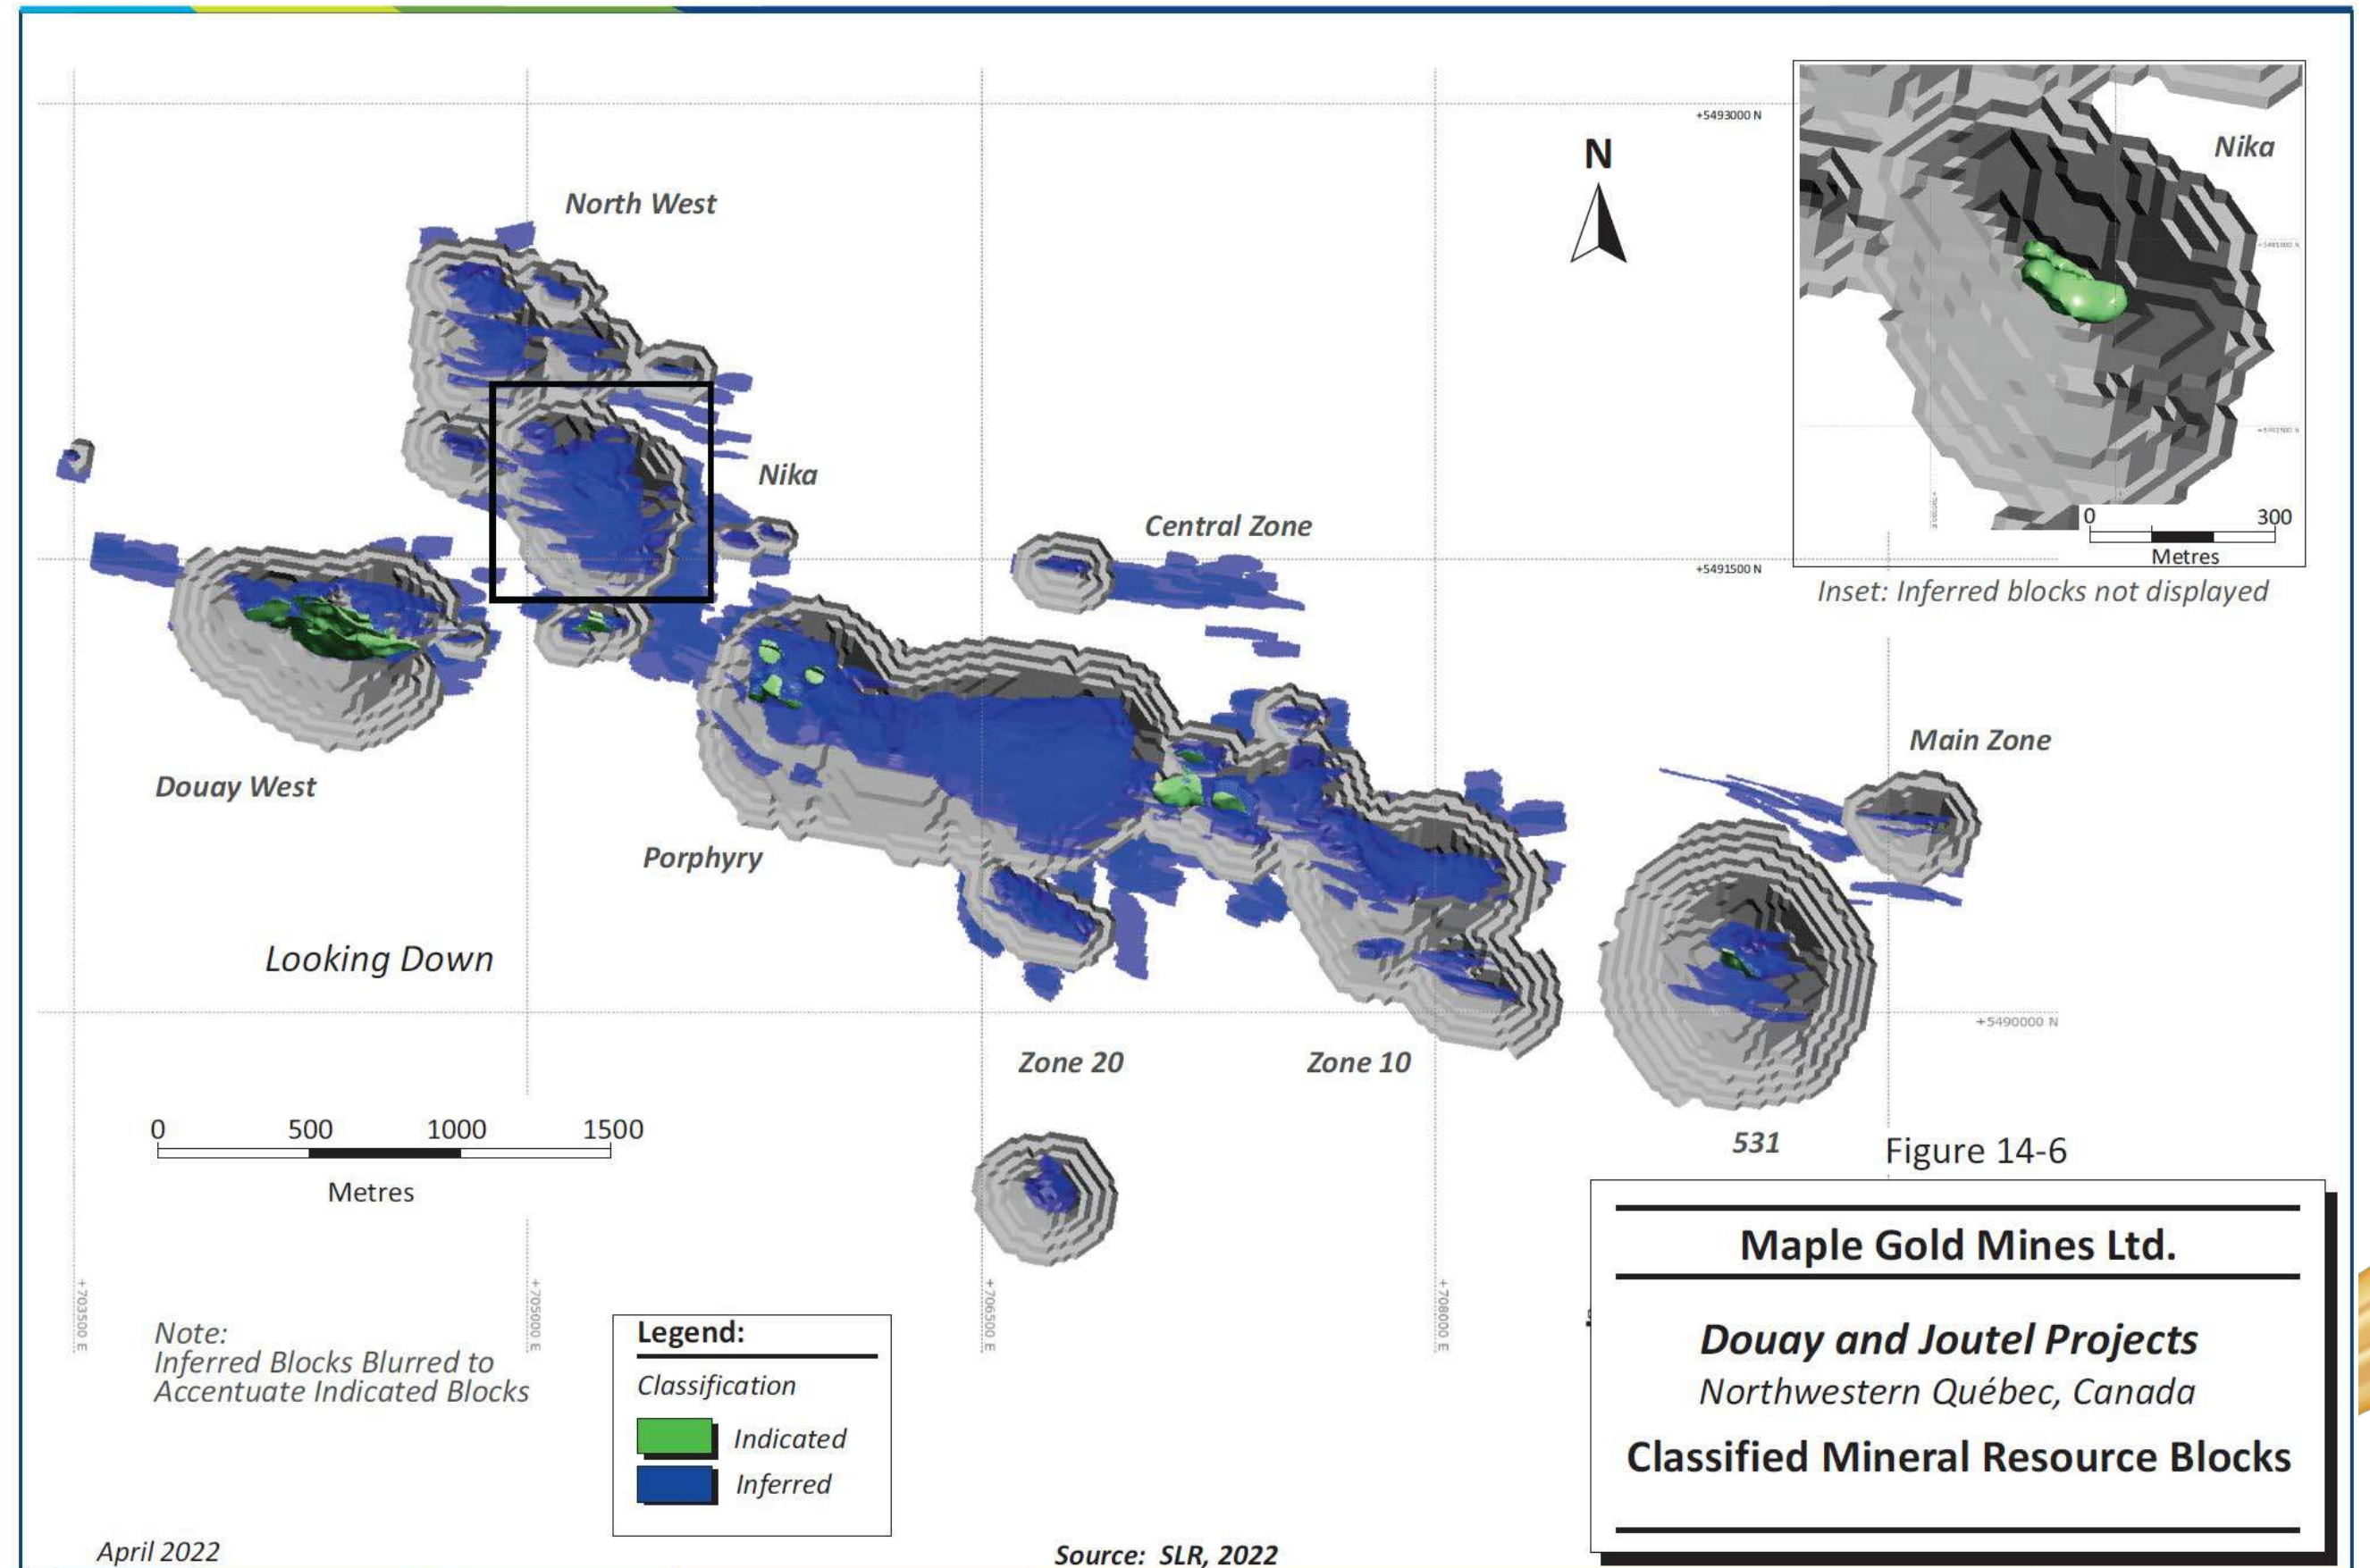 +5493000 N
N
Nika
North West
+5491000 N
Nika
+5491500 N
0 300
Metres
Central Zone
+5491500 N
Inset: Inferred blocks not displayed
Main Zone
Douay West
Porphyry
Looking Down
+5490000 N
Zone 20
Zone 10
0 500 1000 1500
Metres
531
Figure 14-6
Maple Gold Mines Ltd.
Douay and Joutel Projects
Northwestern Québec, Canada
Classified Mineral Resource Blocks
+703500 E
+705000 E
+706500 E
+708000 E
Note:
Inferred Blocks Blurred to
Accentuate Indicated Blocks
Legend:
Classification
Indicated
Inferred
April 2022
Source: SLR, 2022